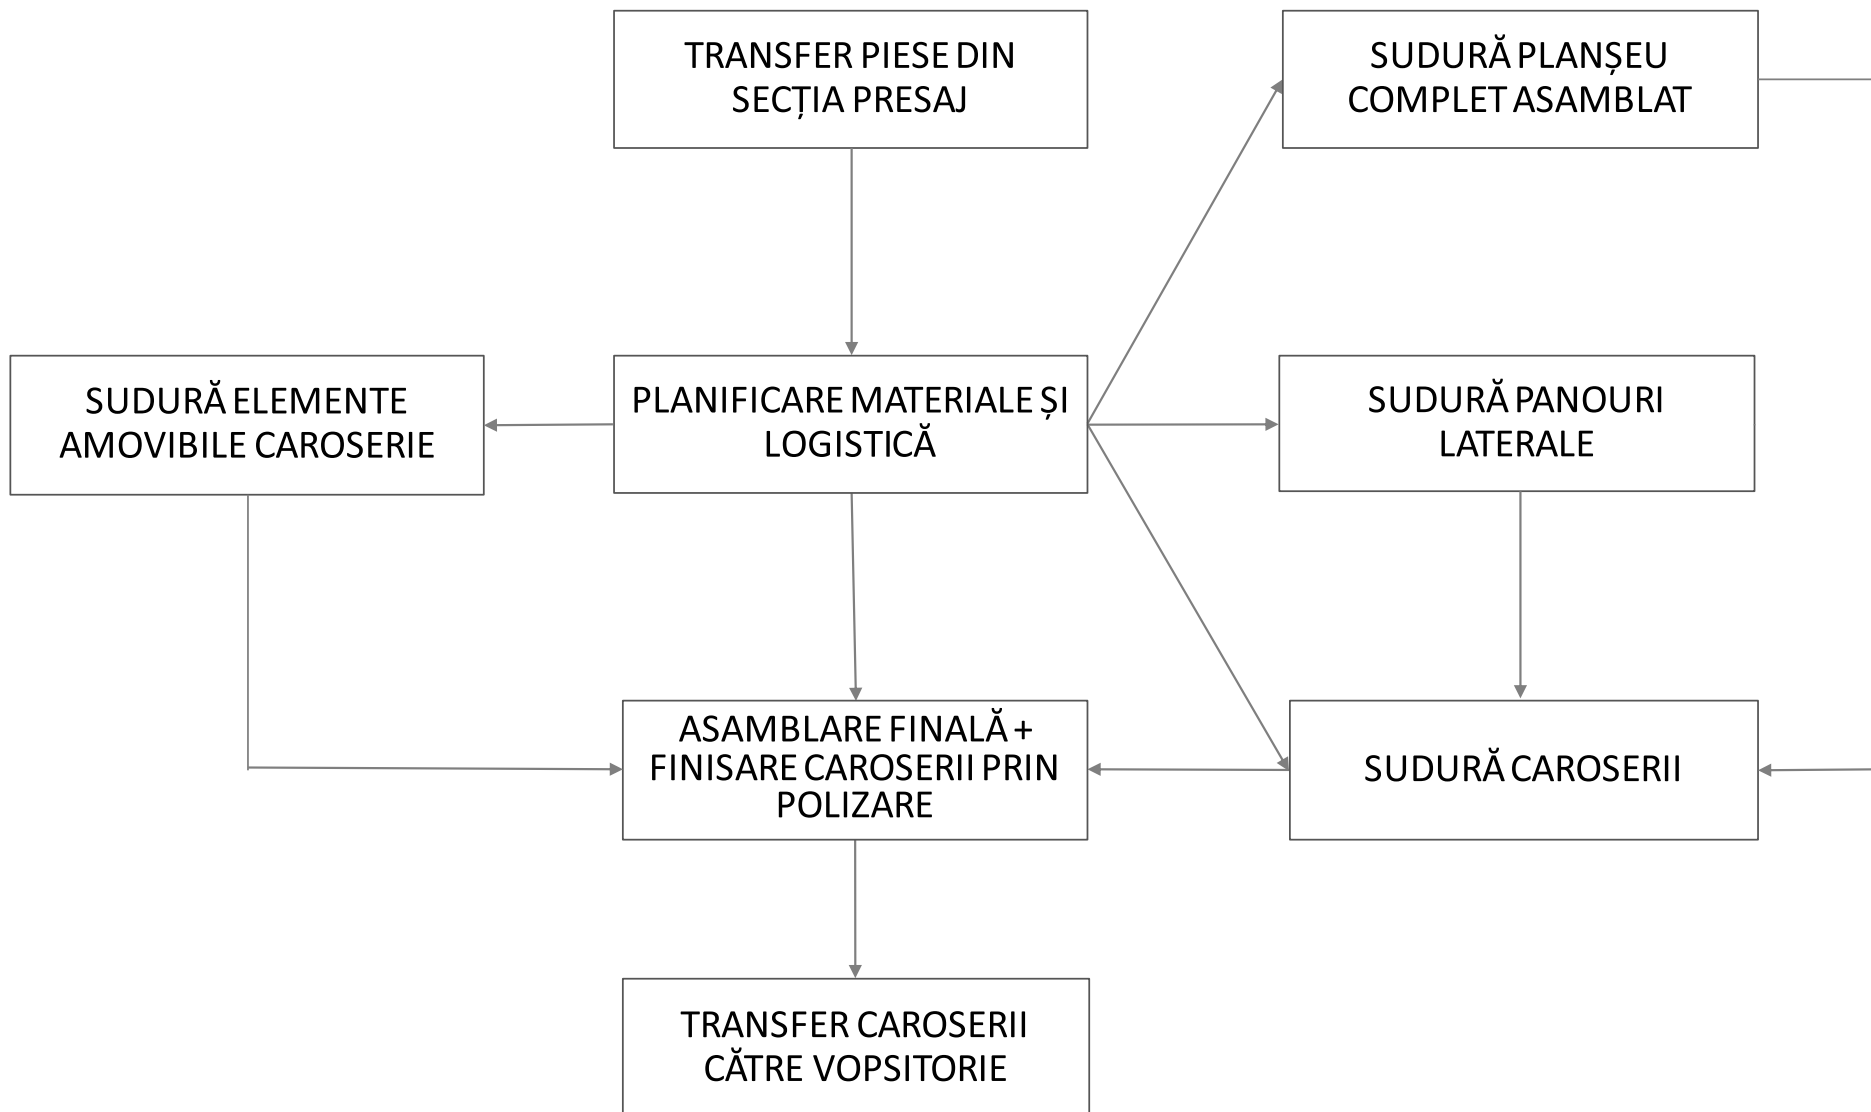 TRANSFER PIESE DIN
SECȚIA PRESAJ
SUDURĂ PLANȘEU
COMPLET ASAMBLAT
SUDURĂ ELEMENTE
AMOVIBILE CAROSERIE
PLANIFICARE MATERIALE ȘI
LOGISTICĂ
SUDURĂ PANOURI
LATERALE
ASAMBLARE FINALĂ +
FINISARE CAROSERII PRIN
POLIZARE
SUDURĂ CAROSERII
TRANSFER CAROSERII
CĂTRE VOPSITORIE